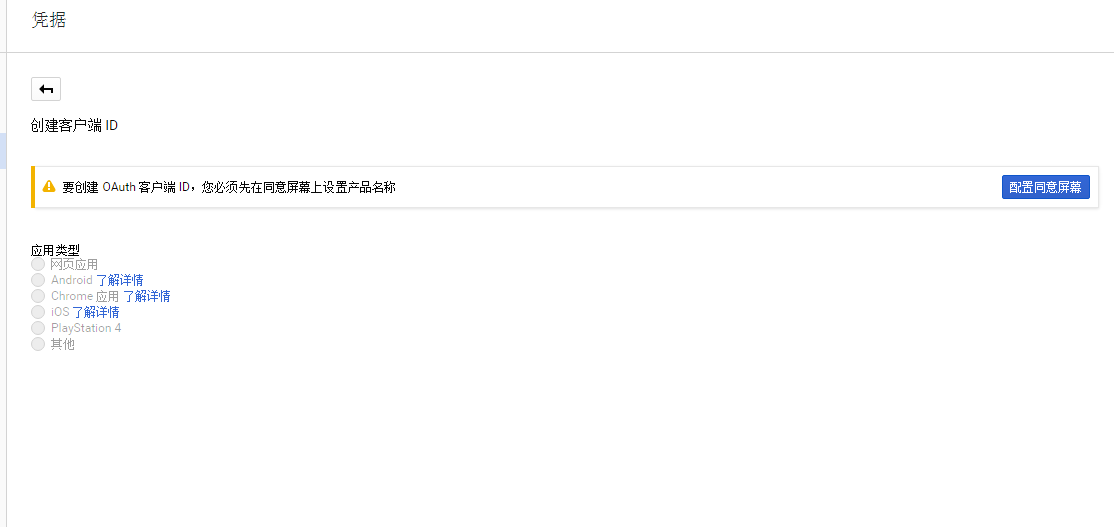 凭据
创建客户端 ID
要创建 OAuth 客户端 ID，您必须先在同意屏幕上设置产品名称
配置同意屏幕
应用类型
网页应用
Android 了解详情
Chrome 应用 了解详情
iOS 了解详情
PlayStation 4
其他